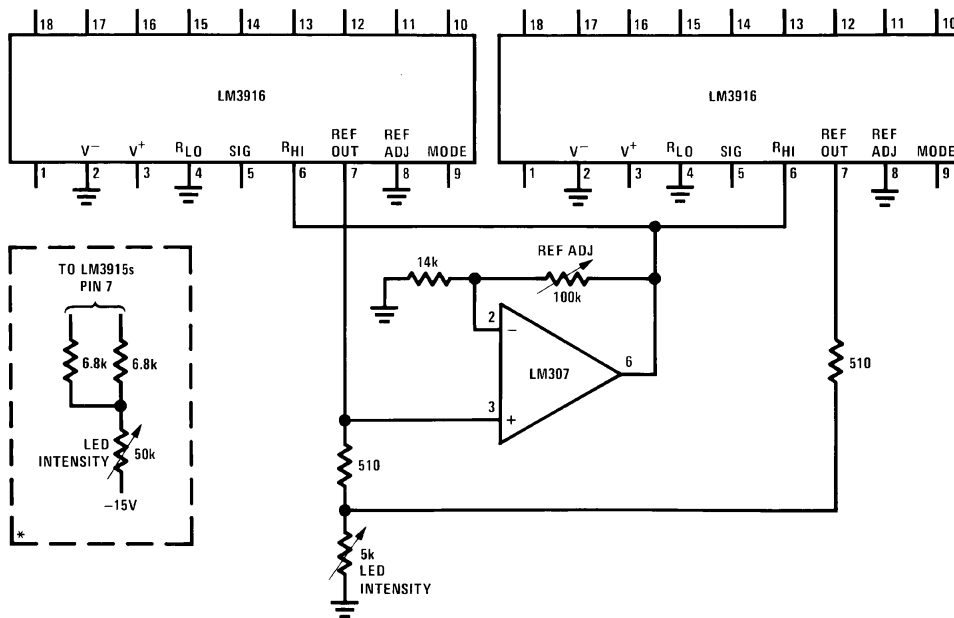 18 17 16 15 14 13 12 11 10 18 17 16 15 14 13 12 11 10
LM3916 LM3916
REF REF REF REF
V− V+ RLO SIG RHI OUT ADJ MODE V− V+ RLO SIG RHI OUT ADJ MODE
1 2 3 4 5 6 7 8 9 1 2 3 4 5 6 7 8 9
TO LM3915s
PIN 7
6.8k 6.8k
LED
INTENSITY 50k
−15V
*
14k
REF ADJ
100k
2 −
LM307
6
3 +
510
510
5k
LED
INTENSITY